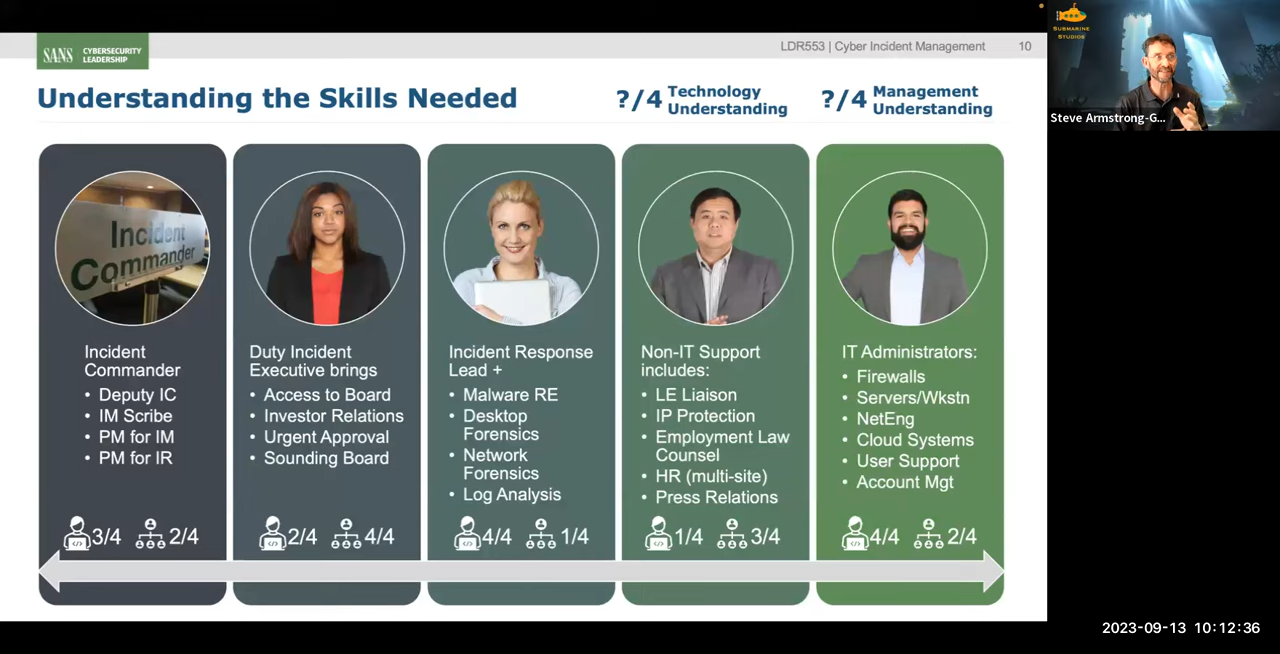 SANS
CYBERSECURITY
LEADERSHIP
LDR553 | Cyber Incident Management
10
Understanding the Skills Needed
?/4 Technology
Understanding
?/4 Management
Understanding
Incident
Commander
Incident
Commander
• Deputy IC
• IM Scribe
• PM for IM
• PM for IR
3/4
2/4
Duty Incident
Executive brings
• Access to Board
• Investor Relations
• Urgent Approval
• Sounding Board
2/4
4/4
Incident Response
Lead +
• Malware RE
• Desktop
Forensics
• Network
Forensics
• Log Analysis
4/4
1/4
Non-IT Support
includes:
• LE Liaison
• IP Protection
• Employment Law
Counsel
• HR (multi-site)
• Press Relations
1/4
3/4
IT Administrators:
• Firewalls
• Servers/Wkstn
• NetEng
• Cloud Systems
• User Support
• Account Mgt
4/4
2/4
SUBMARINE
STUDIOS
Steve Armstrong-G...
2023-09-13 10:12:36